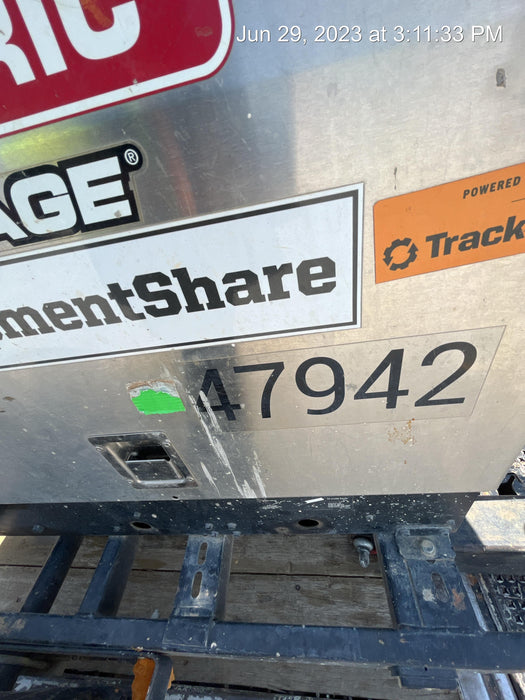 Jun 29, 2023 at 3:11:33 PM
RIC
AGE®
mentShare
POWERED
Track
47942